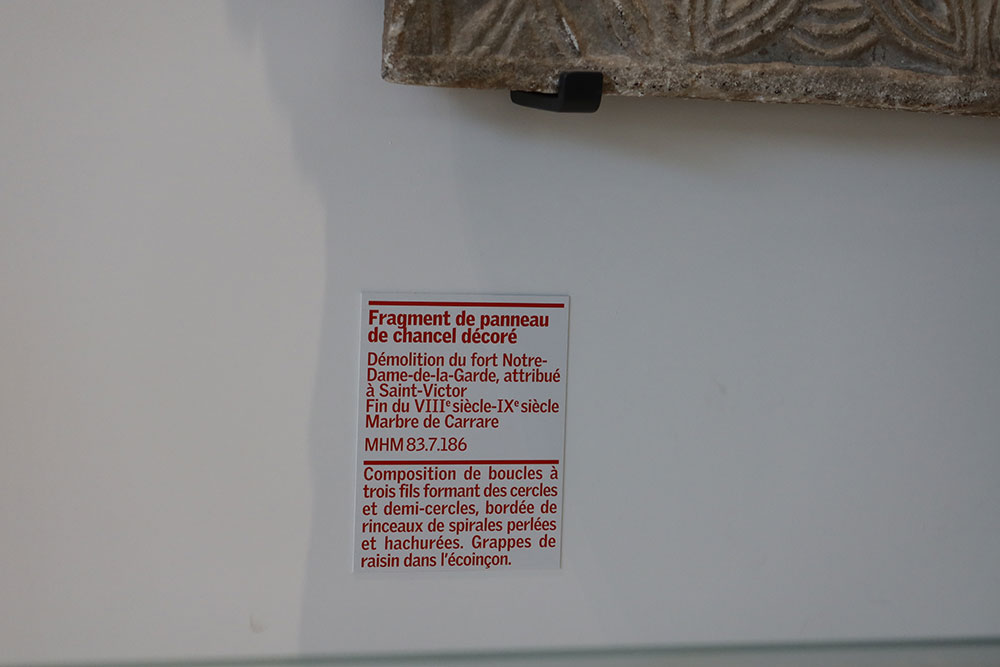 Fragment de panneau
de chancel décoré
Démolition du fort Notre-
Dame-de-la-Garde, attribué
à Saint-Victor
Fin du VIIIe siècle-IXe siècle
Marbre de Carrare
MHM 83.7.186
Composition de boucles à
trois fils formant des cercles
et demi-cercles, bordée de
rinceaux de spirales perlées
et hachurées. Grappes de
raisin dans l'écoinçon.